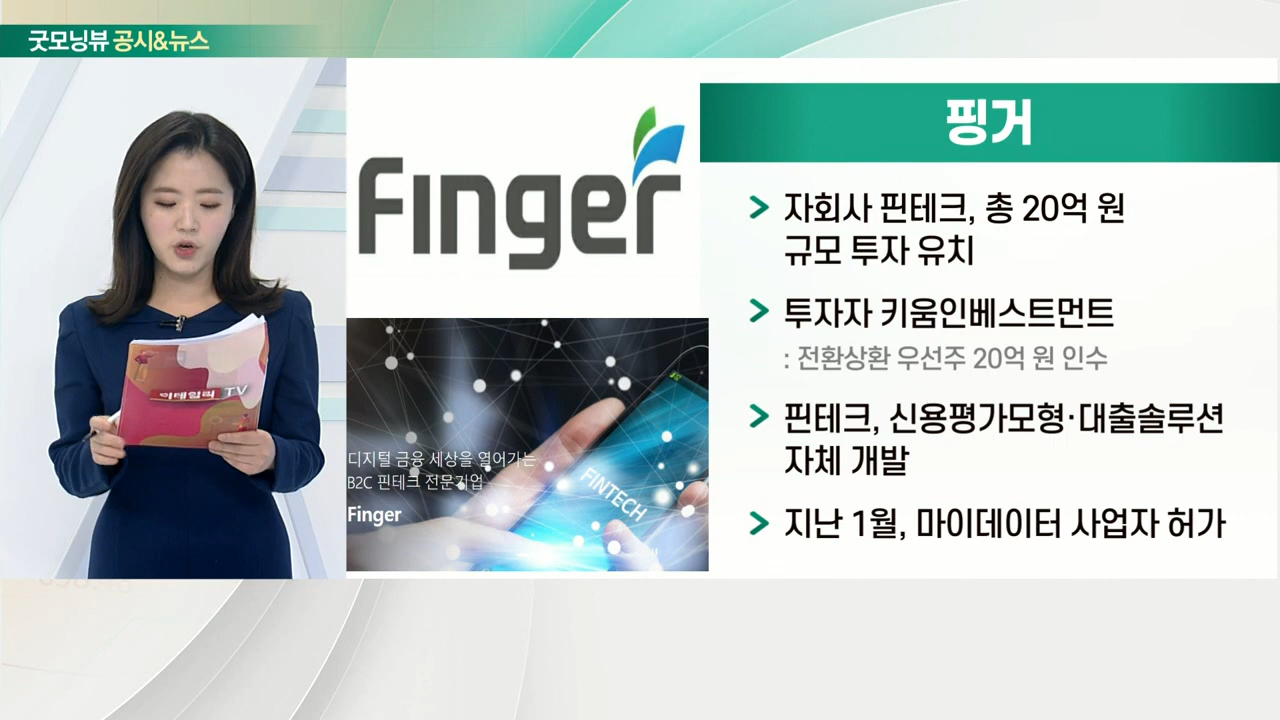 굿모닝뷰 공시&뉴스
이데일리 TV
Finger
디지털 금융 세상을 열어가는
B2C 핀테크 전문기업
Finger
FINTECH
핑거
자회사 핀테크, 총 20억 원
규모 투자 유치
투자자 키움인베스트먼트
: 전환상환 우선주 20억 원 인수
핀테크, 신용평가모형·대출솔루션
자체 개발
지난 1월, 마이데이터 사업자 허가